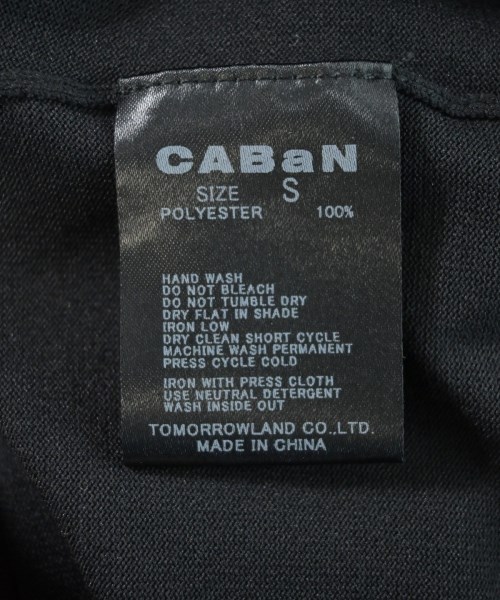 CABaN
SIZE S
POLYESTER 100%
HAND WASH
DO NOT BLEACH
DO NOT TUMBLE DRY
DRY FLAT IN SHADE
IRON LOW
DRY CLEAN SHORT CYCLE
MACHINE WASH PERMANENT
PRESS CYCLE COLD
IRON WITH PRESS CLOTH
USE NEUTRAL DETERGENT
WASH INSIDE OUT
TOMORROWLAND CO.,LTD.
MADE IN CHINA